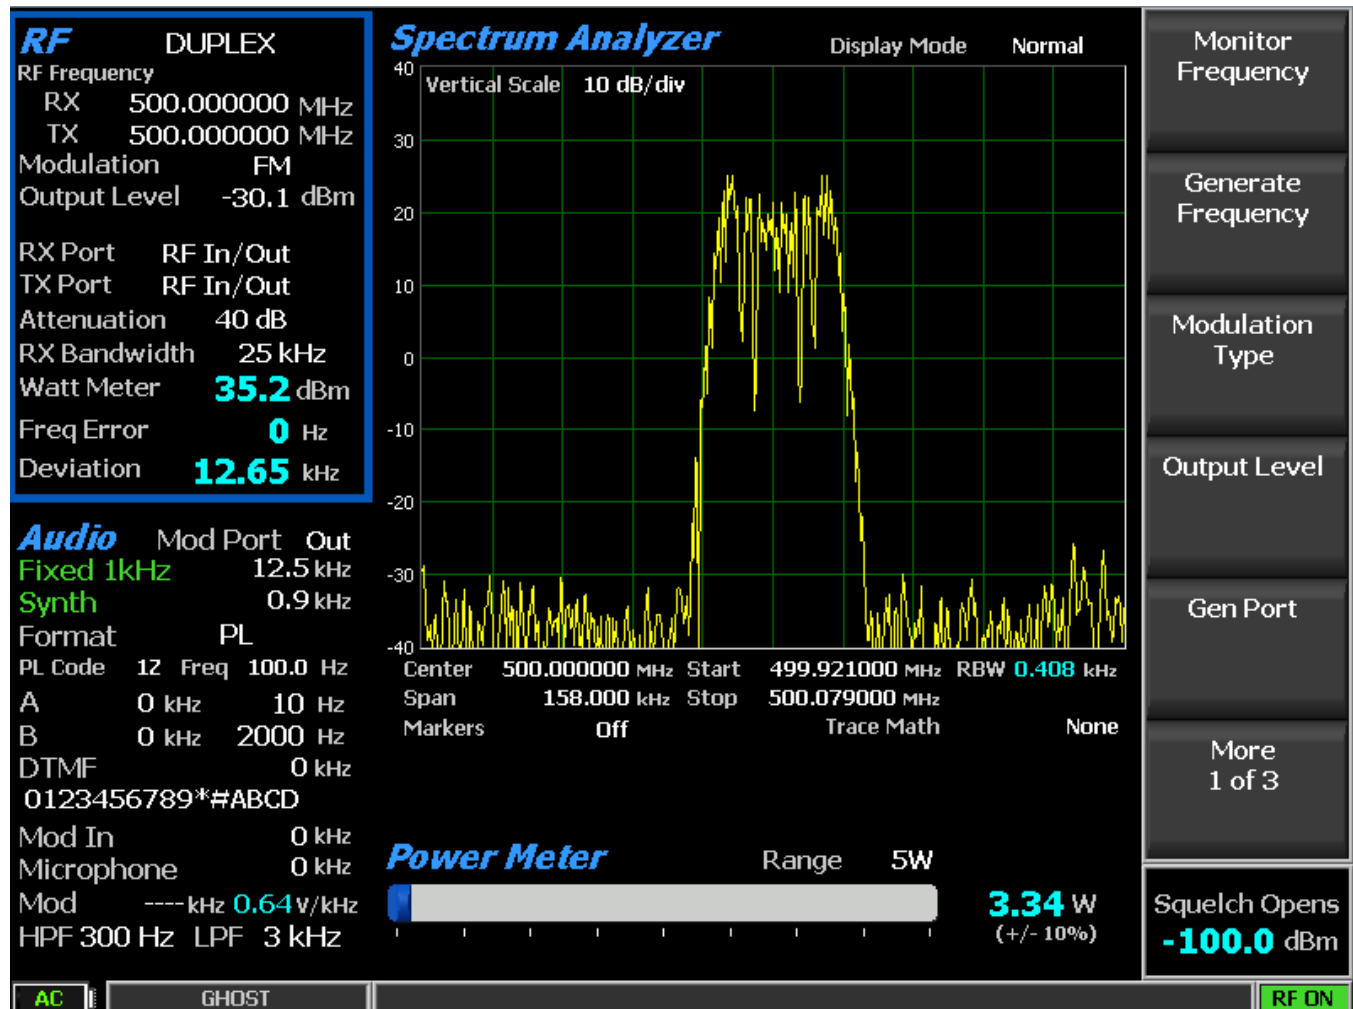 RF DUPLEX
RF Frequency
RX 500.000000 MHz
TX 500.000000 MHz
Modulation FM
Output Level -30.1 dBm
RX Port RF In/Out
TX Port RF In/Out
Attenuation 40 dB
RX Bandwidth 25 kHz
Watt Meter 35.2 dBm
Freq Error 0 Hz
Deviation 12.65 kHz
Audio Mod Port Out
Fixed 1kHz 12.5 kHz
Synth 0.9 kHz
Format PL
PL Code 1Z Freq 100.0 Hz
A 0 kHz 10 Hz
B 0 kHz 2000 Hz
DTMF 0 kHz
0123456789*#ABCD
Mod In 0 kHz
Microphone 0 kHz
Mod ----kHz 0.64 V/kHz
HPF 300 Hz LPF 3 kHz
Spectrum Analyzer Display Mode Normal
Vertical Scale 10 dB/div
40
30
20
10
0
-10
-20
-30
-40
Center 500.000000 MHz Start 499.921000 MHz RBW 0.408 kHz
Span 158.000 kHz Stop 500.079000 MHz
Markers Off Trace Math None
Power Meter Range 5W
3.34 W
(+/- 10%)
Monitor
Frequency
Generate
Frequency
Modulation
Type
Output Level
Gen Port
More
1 of 3
Squelch Opens
-100.0 dBm
AC GHOST RF ON